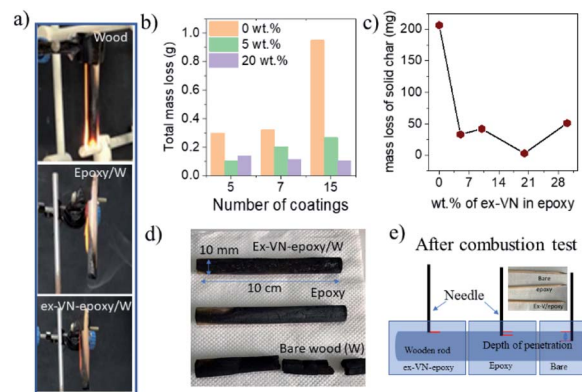 a)
Wood
Epoxy/W
ex-VN-epoxy/W
b)
Total mass loss (g)
1.0
0.8
0.6
0.4
0.2
0.0
0 wt.%
5 wt.%
20 wt.%
5 7 15
Number of coatings
c)
mass loss of solid char (mg)
200
150
100
50
0
0 7 14 21 28
wt.% of ex-VN in epoxy
d)
Ex-VN-epoxy/W
10 mm
10 cm
Epoxy
Bare wood (W)
e)
After combustion test
Bare
epoxy
Ex-V/epoxy
Needle
Wooden rod
Depth of penetration
ex-VN-epoxy
Epoxy
Bare